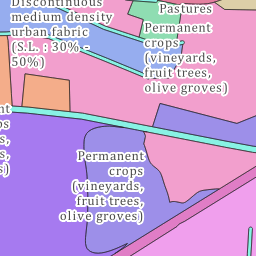 Discontinuous
medium density
urban fabric
(S.L. : 30% -
50%)
Pastures
Permanent
crops
(vineyards,
fruit trees,
olive groves)
Permanent
crops
(vineyards,
fruit trees,
olive groves)